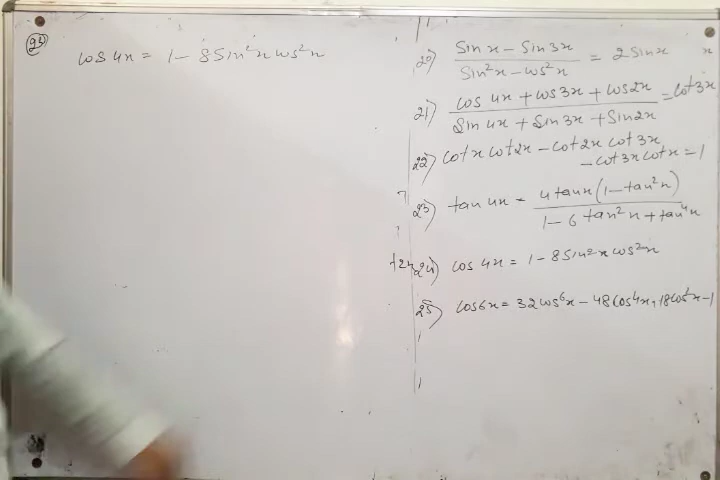 24) cos 4x = 1 - 8 sin²x cos²x
20) (sin x - sin 3x) / (sin²x - cos²x) = 2 sin x
21) (cos 4x + cos 3x + cos 2x) / (sin 4x + sin 3x + sin 2x) = cot 3x
22) cot x cot 2x - cot 2x cot 3x
- cot 3x cot x = 1
23) tan 4x = 4 tan x (1 - tan²x) / (1 - 6 tan²x + tan⁴x)
24) cos 4x = 1 - 8 sin²x cos²x
25) cos 6x = 32 cos⁶x - 48 cos⁴x + 18 cos²x - 1